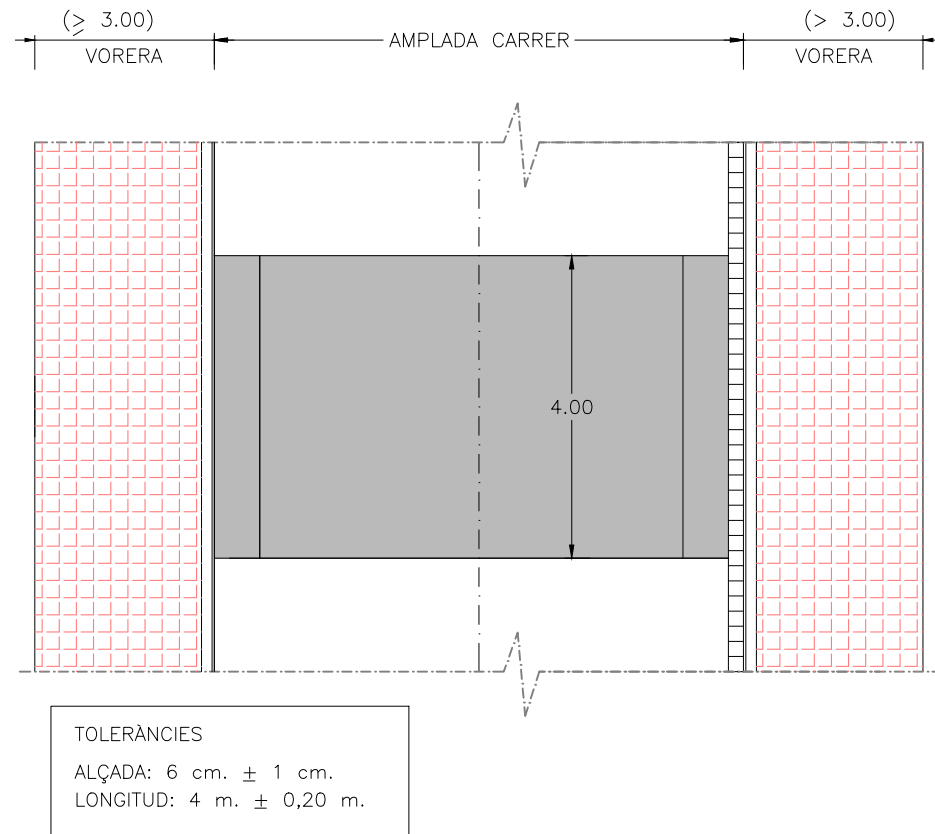 (≥ 3.00)
VORERA
AMPLADA CARRER
(> 3.00)
VORERA
4.00
TOLERÀNCIES
ALÇADA: 6 cm. ± 1 cm.
LONGITUD: 4 m. ± 0,20 m.